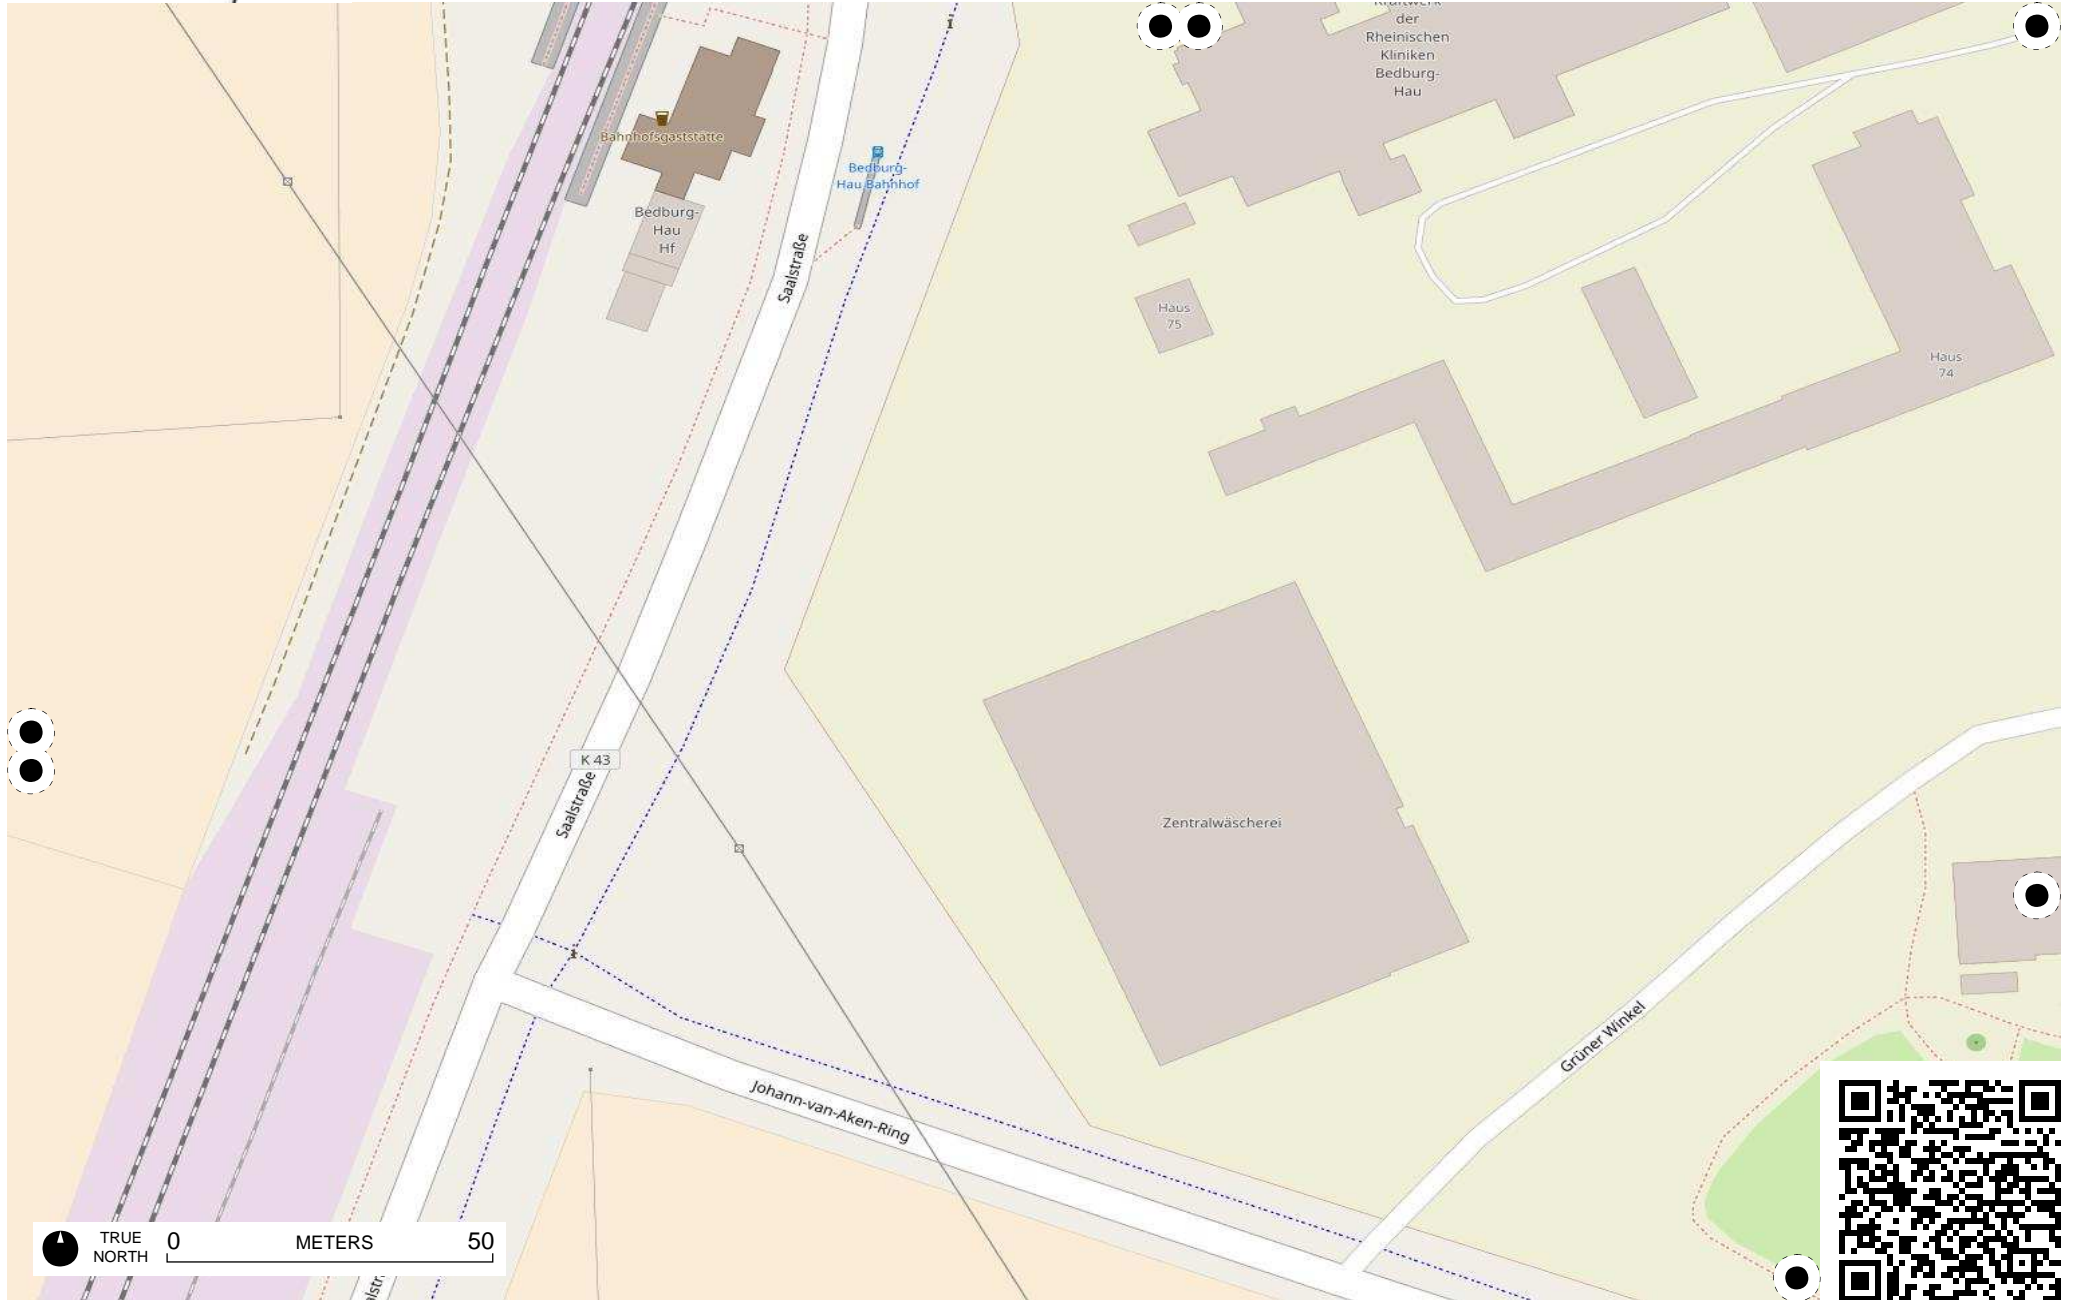 Kraftwerk
der
Rheinischen
Kliniken
Bedburg-
Hau
Bahnhofsgaststätte
Bedburg-
Hau Bahnhof
Bedburg-
Hau
Hf
Saalstraße
Haus
75
Haus
74
K 43
Saalstraße
Zentralwäscherei
Grüner Winkel
Johann-van-Aken-Ring
TRUE
NORTH
0 METERS 50